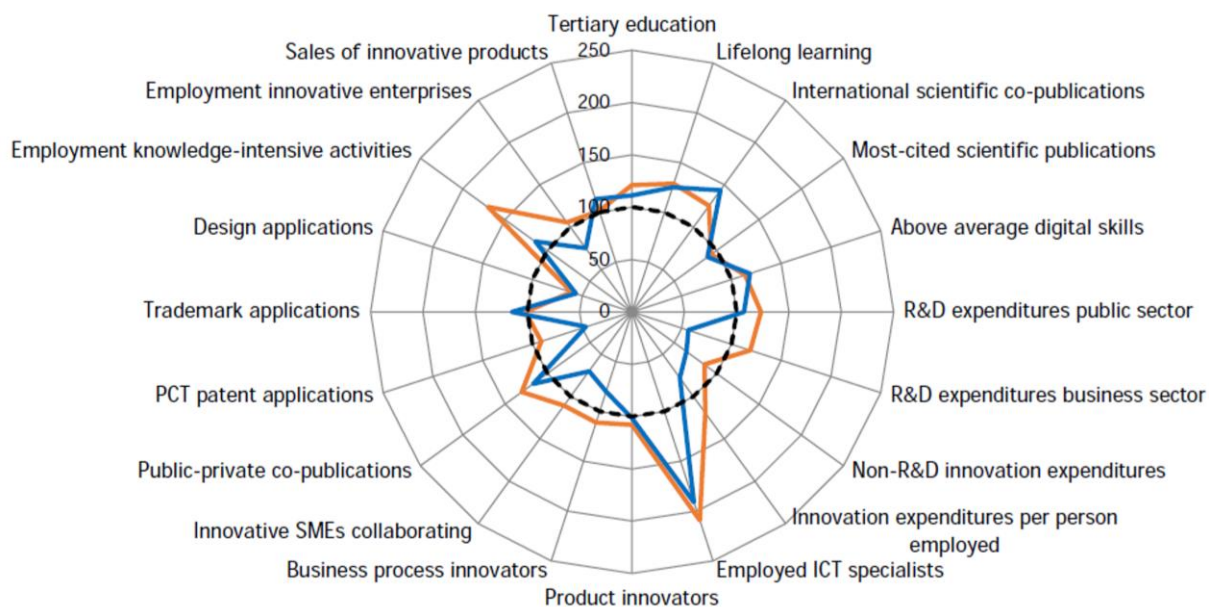 Tertiary education
Sales of innovative products
250
Lifelong learning
Employment innovative enterprises
200
International scientific co-publications
Employment knowledge-intensive activities
150
Most-cited scientific publications
100
Design applications
Above average digital skills
50
Trademark applications
0
R&D expenditures public sector
PCT patent applications
R&D expenditures business sector
Public-private co-publications
Non-R&D innovation expenditures
Innovative SMEs collaborating
Innovation expenditures per person
employed
Business process innovators
Employed ICT specialists
Product innovators